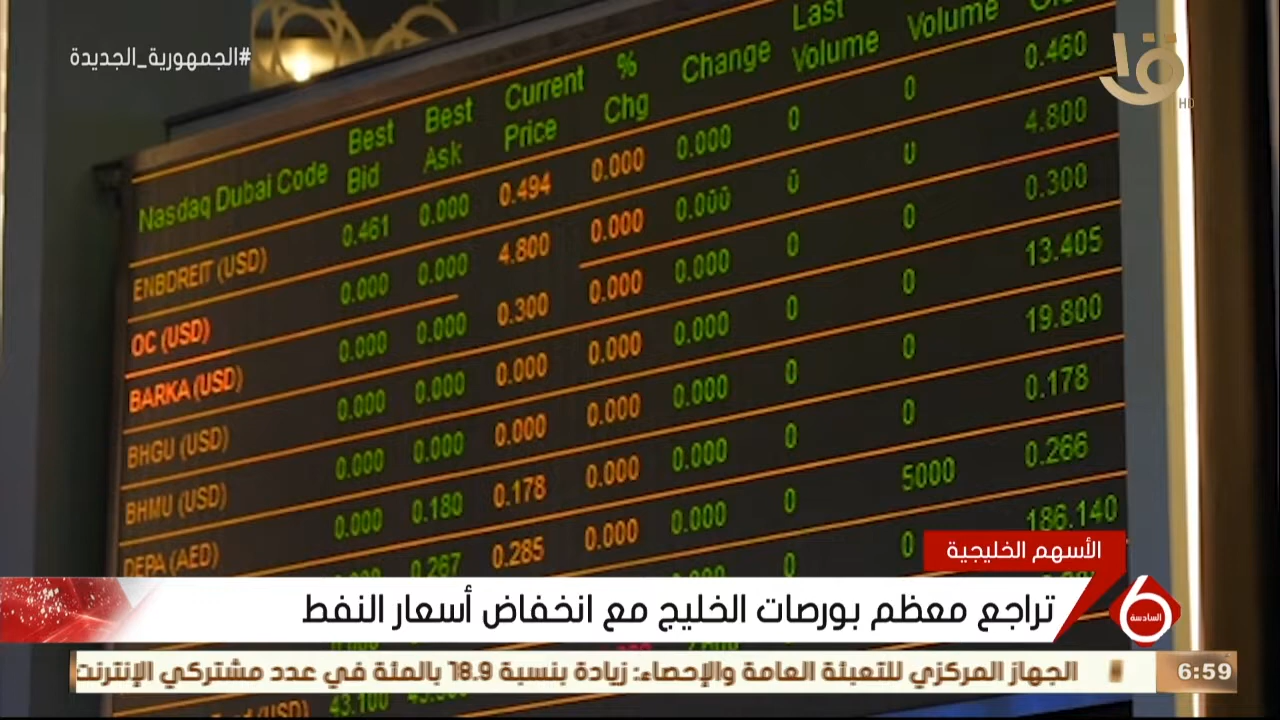 #الجمهورية_الجديدة
HD
Nasdaq Dubai Code Best Bid Best Ask Current Price % Chg Change Last Volume Volume
ENBDREIT (USD) 0.461 0.000 0.494 0.000 0.000 0 0 0.460
OC (USD) 0.000 0.000 4.800 0.000 0.000 0 0 4.800
BARKA (USD) 0.000 0.000 0.300 0.000 0.000 0 0 0.300
BHGU (USD) 0.000 0.000 0.000 0.000 0.000 0 0 13.405
BHMU (USD) 0.000 0.000 0.000 0.000 0.000 0 0 19.800
DEPA (AED) 0.000 0.180 0.178 0.000 0.000 0 0 0.178
0.267 0.285 0.000 0.000 0 5000 0.266
0 186.140
43.100
الأسهم الخليجية
تراجع معظم بورصات الخليج مع انخفاض أسعار النفط
السادسة
الجهاز المركزي للتعبئة العامة والإحصاء: زيادة بنسبة 18.9 بالمئة في عدد مشتركي الإنترنت
6:59